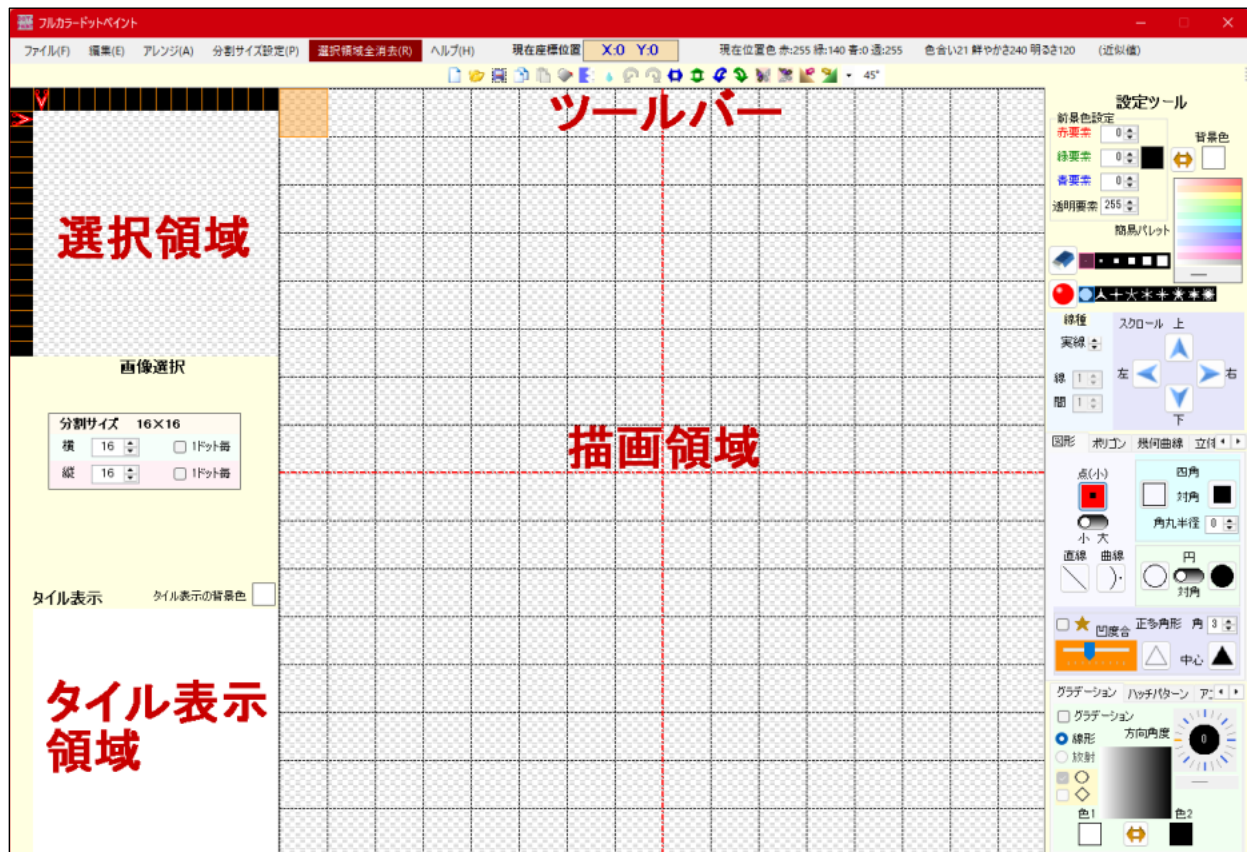 フルカラードットペイント
ファイル(F) 編集(E) アレンジ(A) 分割サイズ設定(P) 選択領域全消去(R) ヘルプ(H) 現在座標位置 X:0 Y:0 現在位置色 赤:255 緑:140 青:0 透:255 色合い21 鮮やかさ240 明るさ120 (近似値)
45°
ツールバー
選択領域
画像選択
分割サイズ 16×16
横 16 1ドット毎
縦 16 1ドット毎
タイル表示 タイル表示の背景色
タイル表示
領域
描画領域
設定ツール
前景色設定
赤要素 0
背景色
緑要素 0
青要素 0
透明要素 255
簡易パレット
線種 スクロール 上
実線
左 右
線 1
間 1
下
図形 ポリゴン 幾何曲線
点(小) 四角
対角
角丸半径 0
小 大
直線 曲線 円
対角
凹度合 正多角形 角 3
中心
グラデーション ハッチパターン
グラデーション
線形 方向角度 0
放射
色1 色2